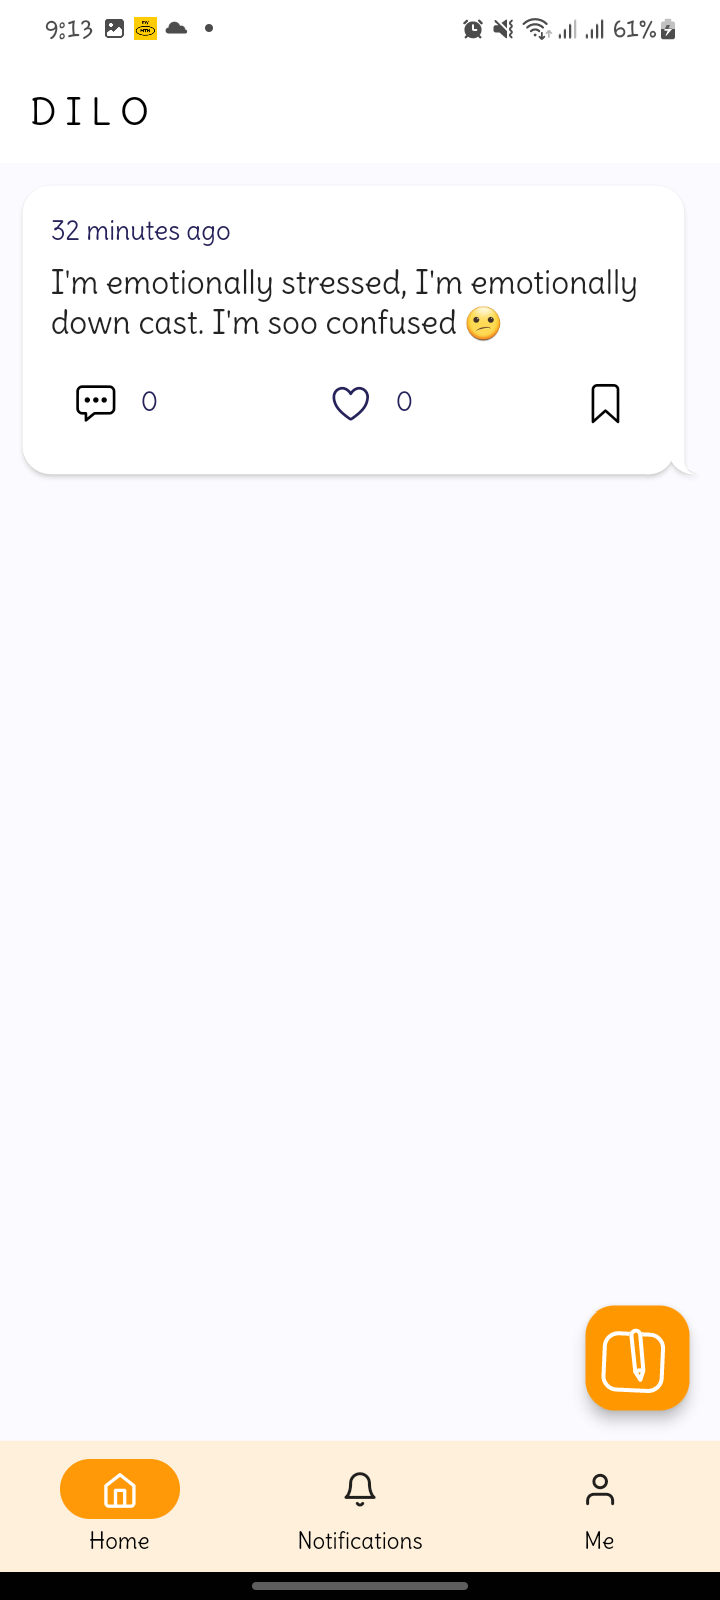 9:13
61%
DILO
32 minutes ago
I'm emotionally stressed, I'm emotionally
down cast. I'm soo confused 😕
0
0
Home
Notifications
Me